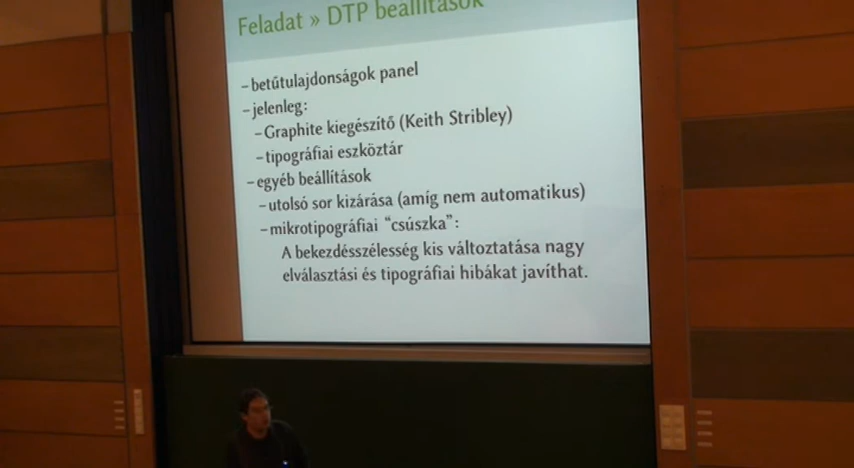 Feladat » DTP beállítások
– betűtulajdonságok panel
– jelenleg:
– Graphite kiegészítő (Keith Stribley)
– tipográfiai eszköztár
– egyéb beállítások
– utolsó sor kizárása (amíg nem automatikus)
– mikrotipográfiai “csúszka”:
A bekezdésszélesség kis változtatása nagy
elválasztási és tipográfiai hibákat javíthat.